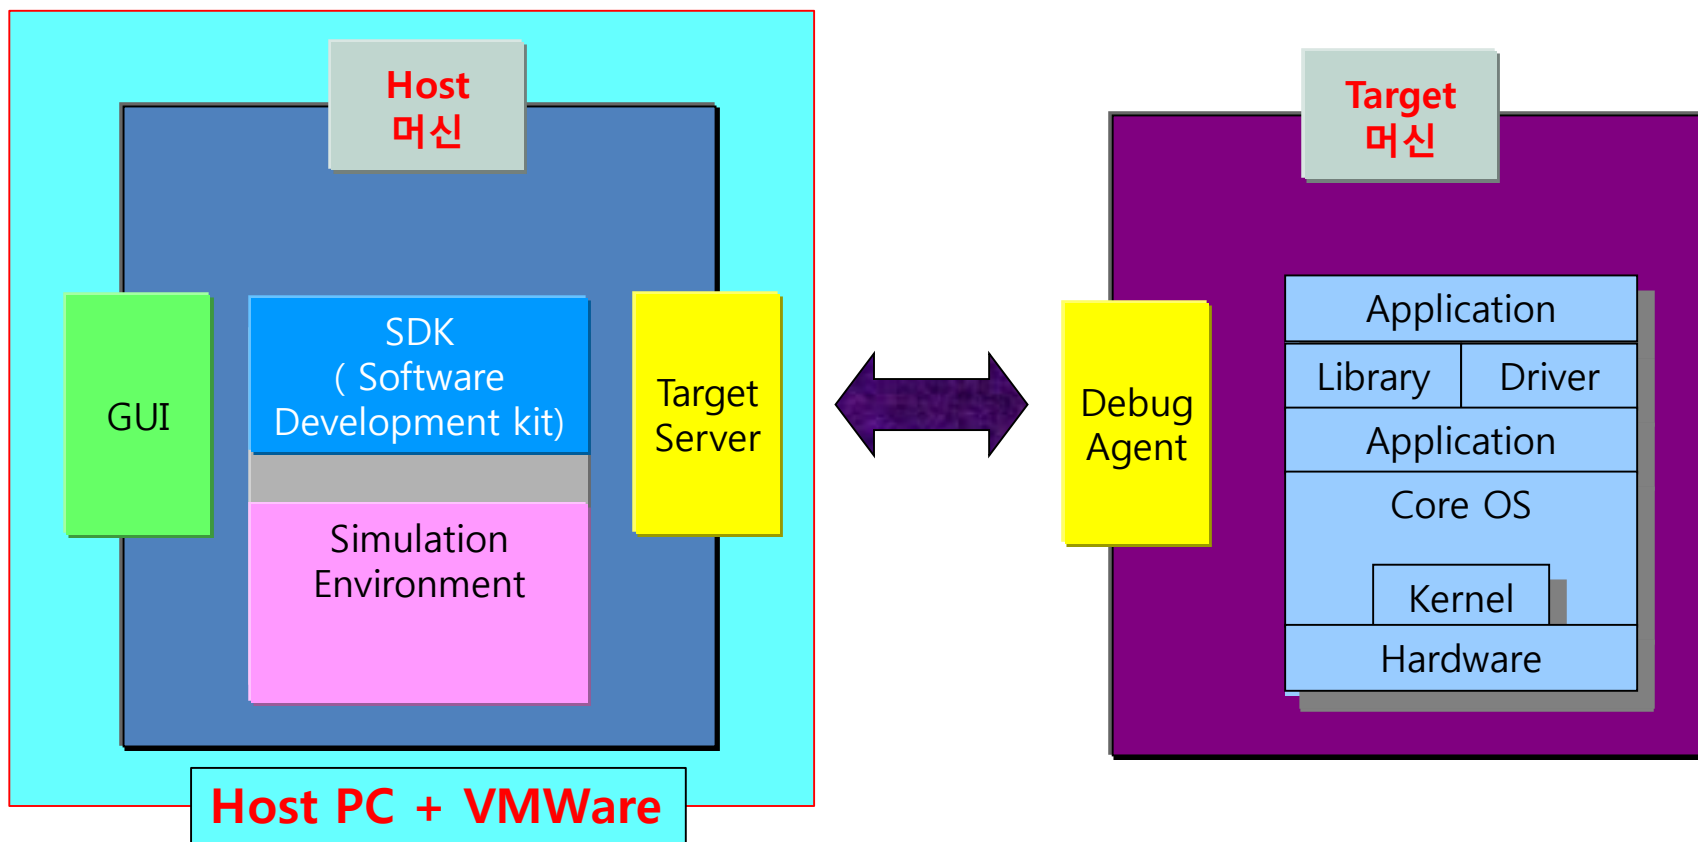 Host
머신
GUI
SDK
( Software
Development kit)
Simulation
Environment
Target
Server
Host PC + VMWare
Target
머신
Debug
Agent
Application
Library
Driver
Application
Core OS
Kernel
Hardware